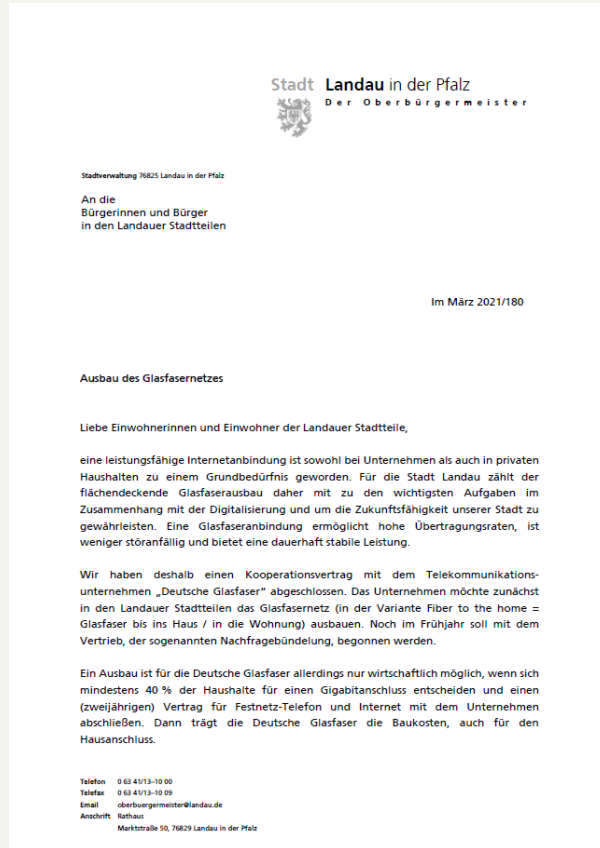 Stadt Landau in der Pfalz
Der Oberbürgermeister
Stadtverwaltung 76825 Landau in der Pfalz
An die
Bürgerinnen und Bürger
in den Landauer Stadtteilen
Im März 2021/180
Ausbau des Glasfasernetzes
Liebe Einwohnerinnen und Einwohner der Landauer Stadtteile,
eine leistungsfähige Internetanbindung ist sowohl bei Unternehmen als auch in privaten
Haushalten zu einem Grundbedürfnis geworden. Für die Stadt Landau zählt der
flächendeckende Glasfaserausbau daher mit zu den wichtigsten Aufgaben im
Zusammenhang mit der Digitalisierung und um die Zukunftsfähigkeit unserer Stadt zu
gewährleisten. Eine Glasfaseranbindung ermöglicht hohe Übertragungsraten, ist
weniger störanfällig und bietet eine dauerhaft stabile Leistung.
Wir haben deshalb einen Kooperationsvertrag mit dem Telekommunikations-
unternehmen „Deutsche Glasfaser“ abgeschlossen. Das Unternehmen möchte zunächst
in den Landauer Stadtteilen das Glasfasernetz (in der Variante Fiber to the home =
Glasfaser bis ins Haus / in die Wohnung) ausbauen. Noch im Frühjahr soll mit dem
Vertrieb, der sogenannten Nachfragebündelung, begonnen werden.
Ein Ausbau ist für die Deutsche Glasfaser allerdings nur wirtschaftlich möglich, wenn sich
mindestens 40 % der Haushalte für einen Gigabitanschluss entscheiden und einen
(zweijährigen) Vertrag für Festnetz-Telefon und Internet mit dem Unternehmen
abschließen. Dann trägt die Deutsche Glasfaser die Baukosten, auch für den
Hausanschluss.
Telefon 0 63 41/13–10 00
Telefax 0 63 41/13–10 09
Email oberbuergermeister@landau.de
Anschrift Rathaus
Marktstraße 50, 76829 Landau in der Pfalz